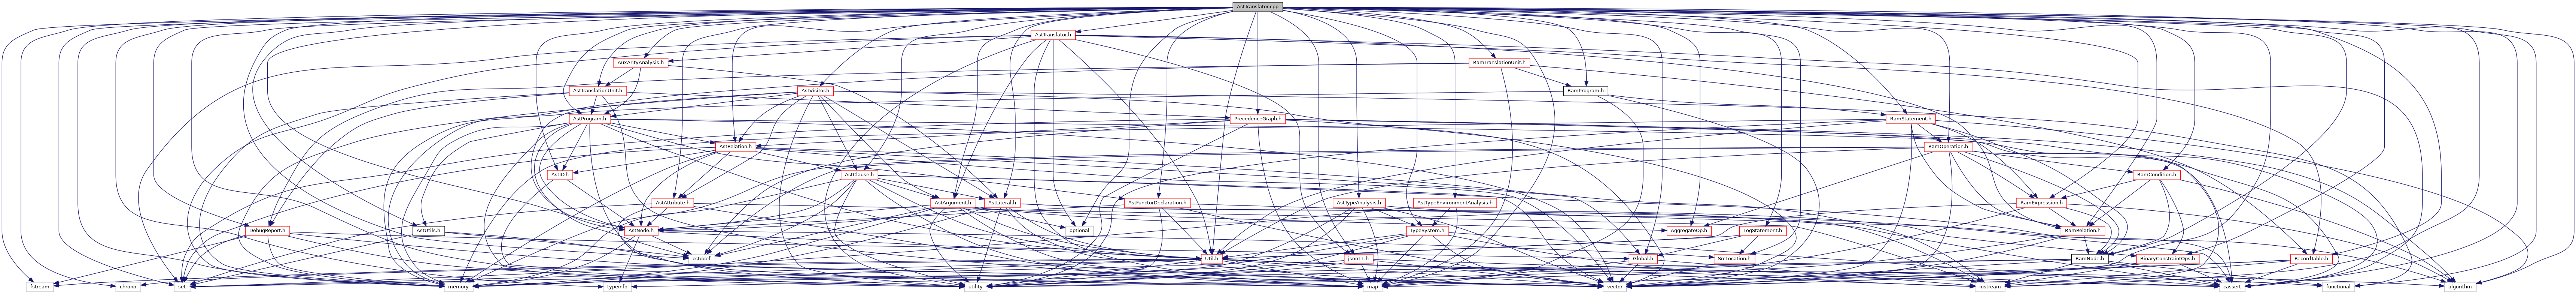 AstTranslator.cpp
AstTranslator.h
AuxArityAnalysis.h
RamTranslationUnit.h
AstTranslationUnit.h
AstVisitor.h
RamProgram.h
AstProgram.h
PrecedenceGraph.h
RamStatement.h
AstRelation.h
RamOperation.h
AstIO.h
AstClause.h
RamCondition.h
AstAttribute.h
AstArgument.h
AstLiteral.h
AstFunctorDeclaration.h
AstTypeAnalysis.h
AstTypeEnvironmentAnalysis.h
RamExpression.h
DebugReport.h
AstUtils.h
AstNode.h
optional
TypeSystem.h
AggregateOp.h
LogStatement.h
RamRelation.h
cstddef
Util.h
json11.h
Global.h
SrcLocation.h
RamNode.h
BinaryConstraintOps.h
RecordTable.h
fstream
chrono
set
memory
typeinfo
utility
map
vector
iostream
cassert
functional
algorithm